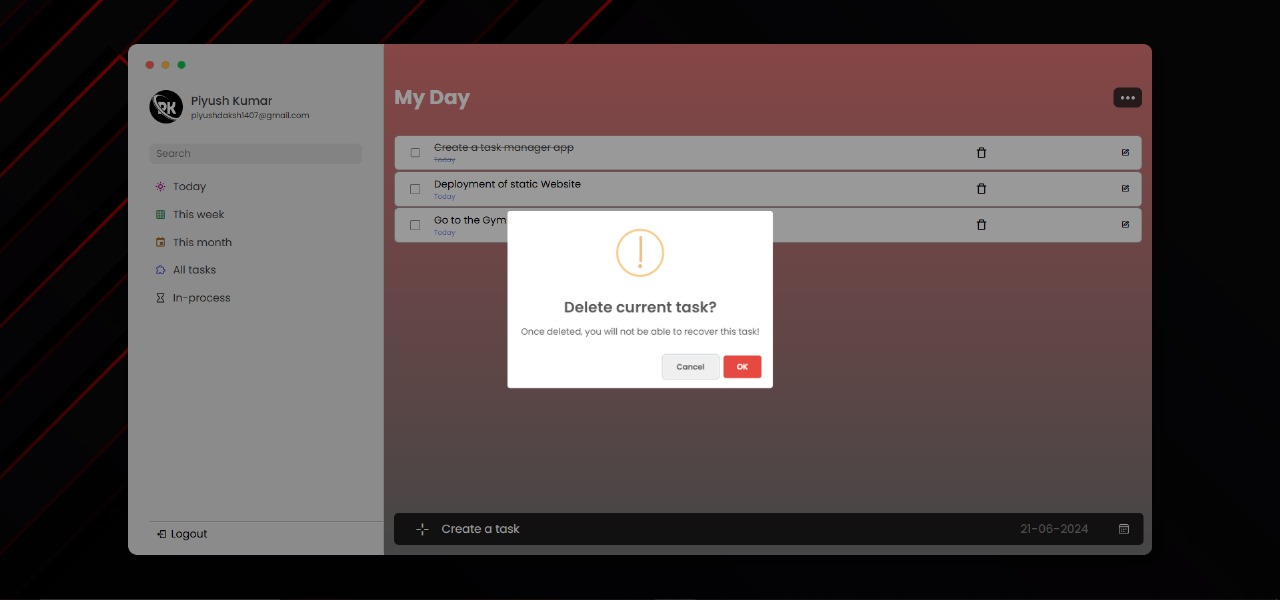 PK
Piyush Kumar
piyushdaksh1407@gmail.com
Search
Today
This week
This month
All tasks
In-process
Logout
My Day
Create a task manager app
Today
Deployment of static Website
Today
Go to the Gym
Today
Delete current task?
Once deleted, you will not be able to recover this task!
Cancel
OK
Create a task
21-06-2024